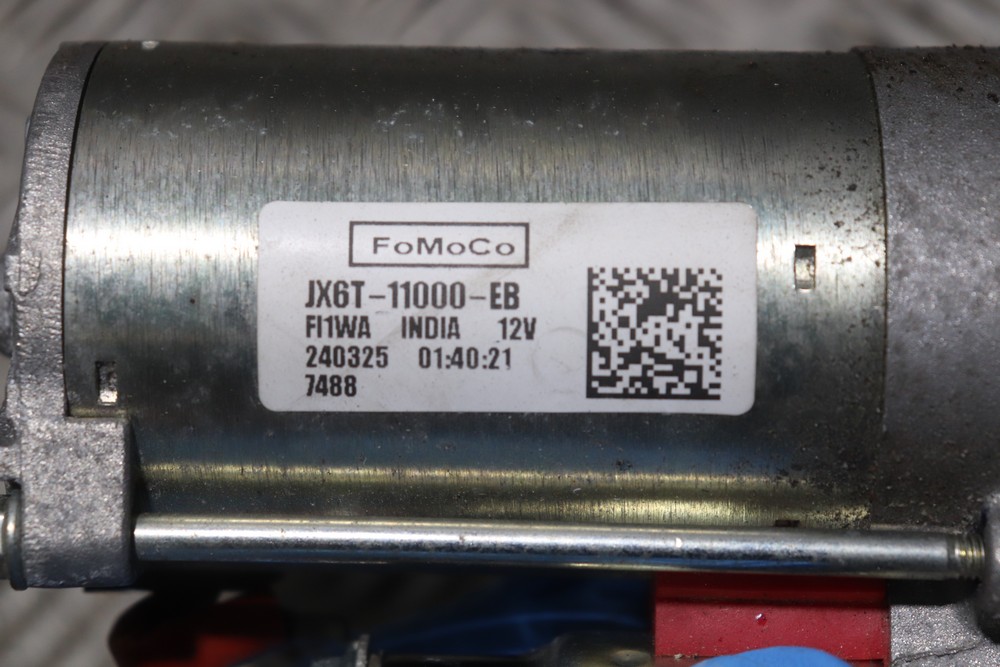 FoMoCo
JX6T-11000-EB
FI1WA INDIA 12V
240325 01:40:21
7488